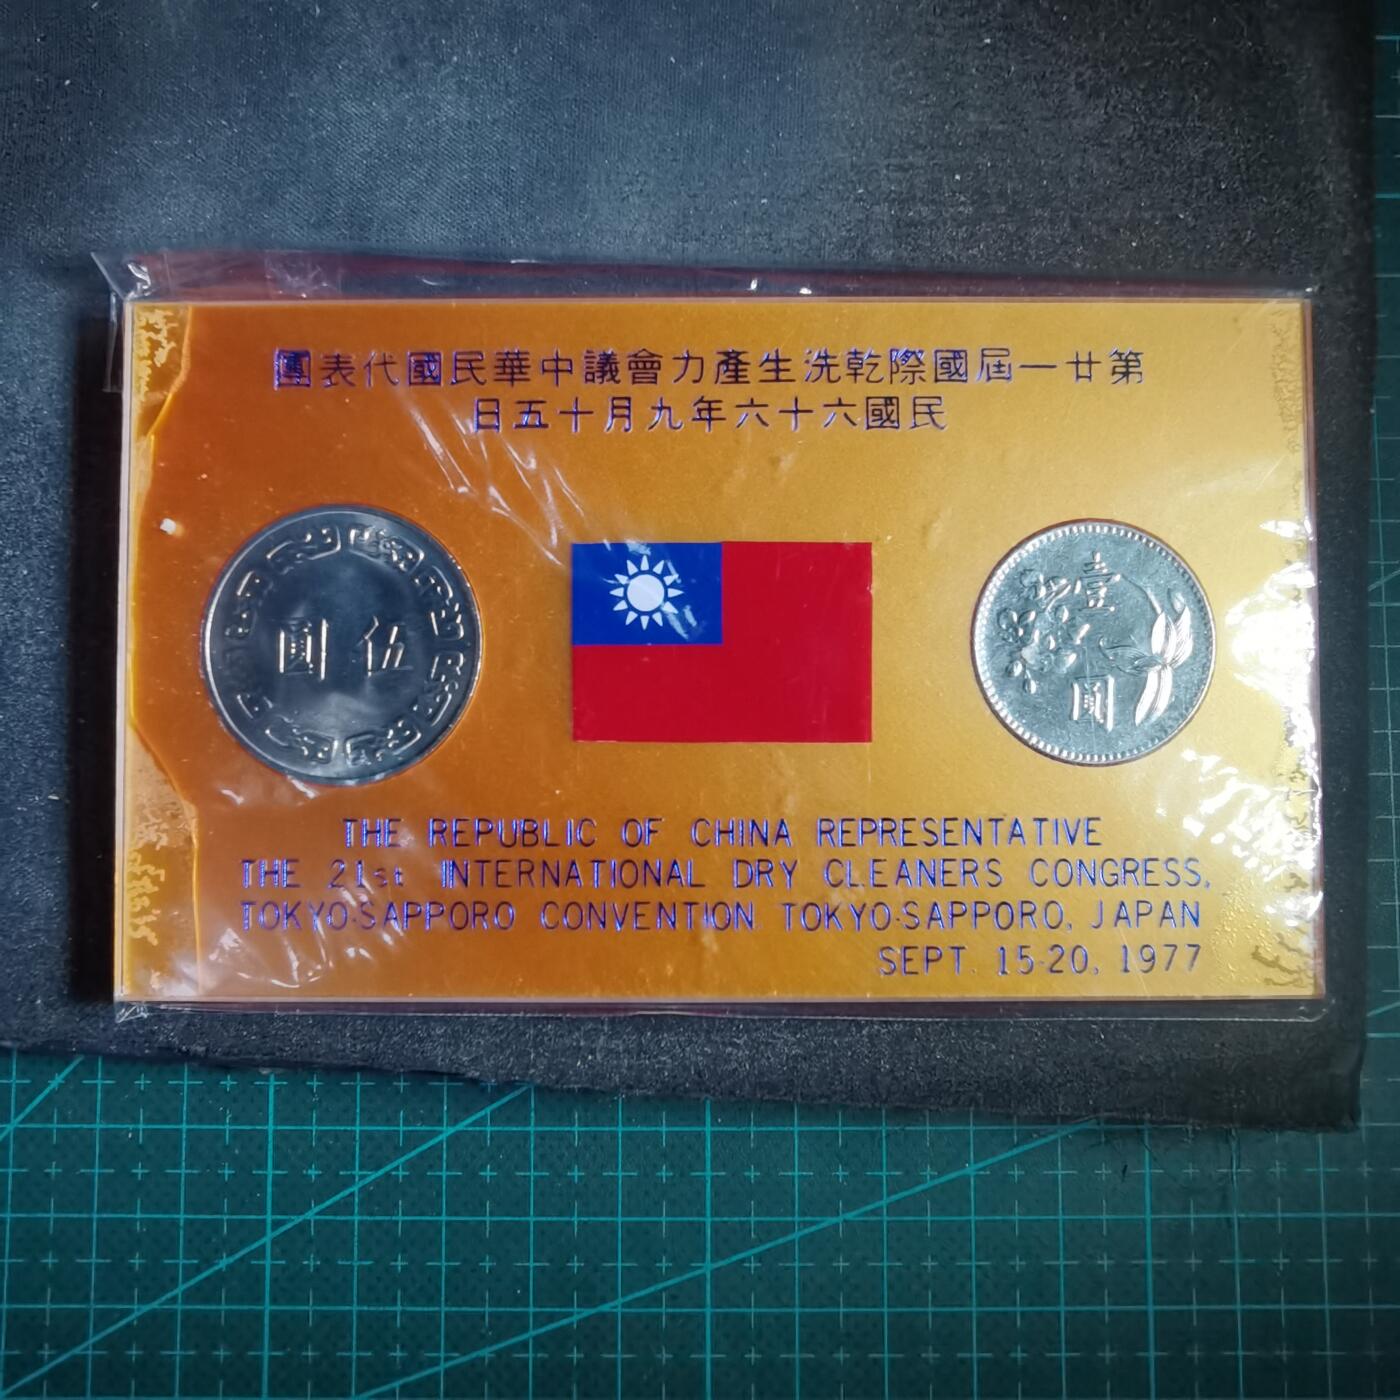 第廿一屆國際乾洗生產力會議中華民國代表團
民國六十六年九月十五日
伍圓
壹圓
THE REPUBLIC OF CHINA REPRESENTATIVE
THE 21st INTERNATIONAL DRY CLEANERS CONGRESS,
TOKYO·SAPPORO CONVENTION TOKYO·SAPPORO, JAPAN
SEPT. 15-20, 1977